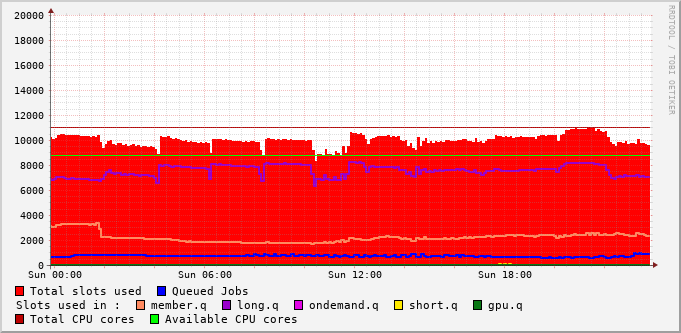 20000
18000
16000
14000
12000
10000
8000
6000
4000
2000
0
Sun 00:00 Sun 06:00 Sun 12:00 Sun 18:00
RRDTOOL / TOBI OETIKER
Total slots used Queued Jobs
Slots used in : member.q long.q ondemand.q short.q gpu.q
Total CPU cores Available CPU cores